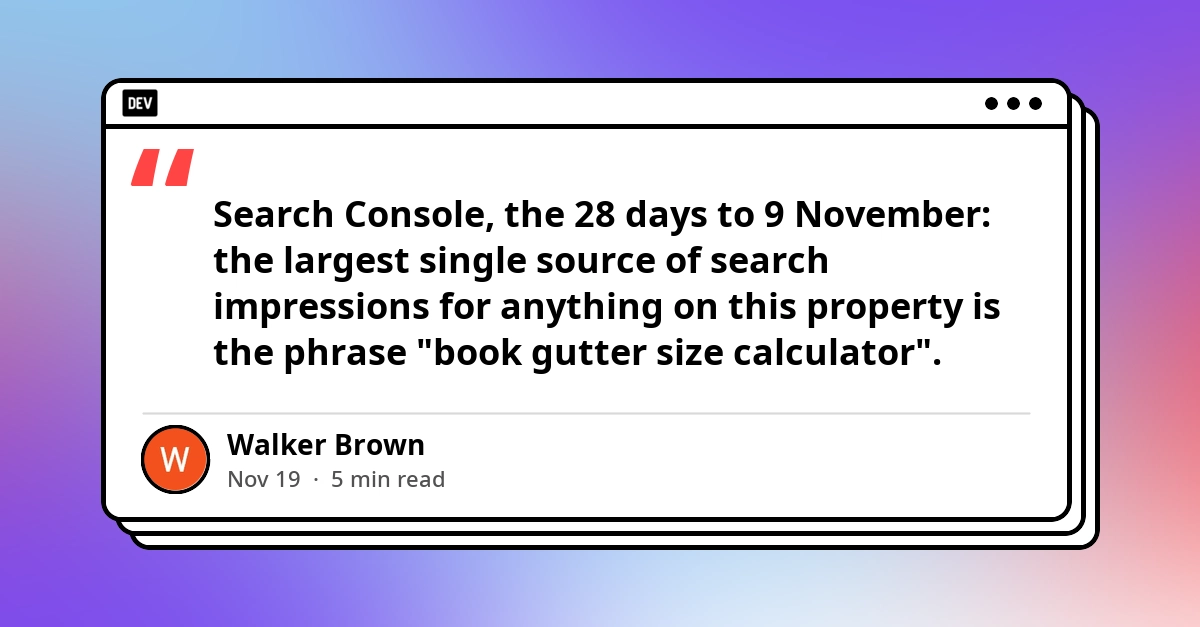 DEV
Search Console, the 28 days to 9 November:
the largest single source of search
impressions for anything on this property is
the phrase "book gutter size calculator".
W
Walker Brown
Nov 19 · 5 min read